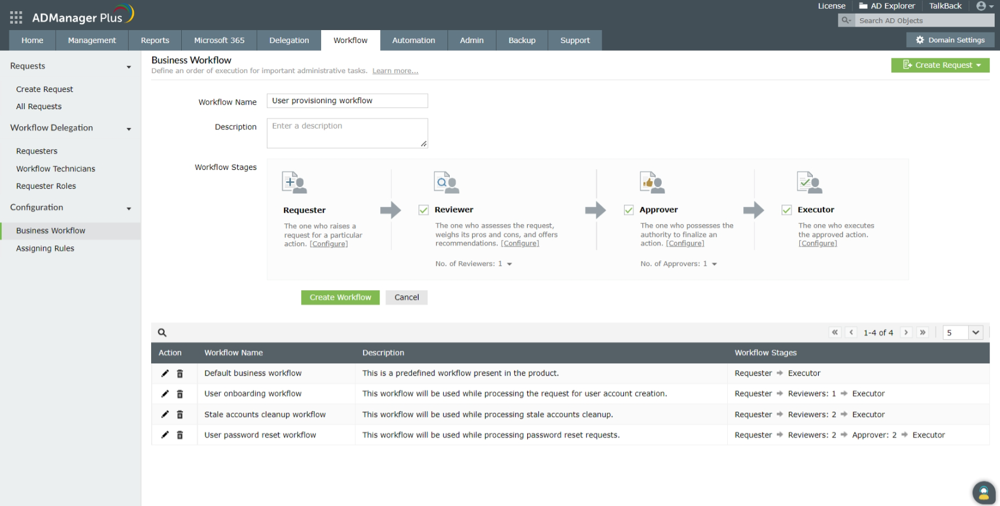 License
AD Explorer
TalkBack
ADManager Plus
Search AD Objects
Home
Management
Reports
Microsoft 365
Delegation
Workflow
Automation
Admin
Backup
Support
Domain Settings
Requests
Create Request
All Requests
Workflow Delegation
Requesters
Workflow Technicians
Requester Roles
Configuration
Business Workflow
Assigning Rules
Business Workflow
Define an order of execution for important administrative tasks. Learn more...
Create Request
Workflow Name
User provisioning workflow
Description
Enter a description
Workflow Stages
Requester
The one who raises a
request for a particular
action. [Configure]
Reviewer
The one who assesses the request,
weighs its pros and cons, and offers
recommendations. [Configure]
No. of Reviewers: 1
Approver
The one who possesses the
authority to finalize an
action. [Configure]
No. of Approvers: 1
Executor
The one who executes
the approved action.
[Configure]
Create Workflow
Cancel
1-4 of 4
5
Action Workflow Name Description Workflow Stages
Default business workflow This is a predefined workflow present in the product. Requester Executor
User onboarding workflow This workflow will be used while processing the request for user account creation. Requester Reviewers: 1 Executor
Stale accounts cleanup workflow This workflow will be used while processing stale accounts cleanup. Requester Reviewers: 2 Executor
User password reset workflow This workflow will be used while processing password reset requests. Requester Reviewers: 2 Approver: 2 Executor